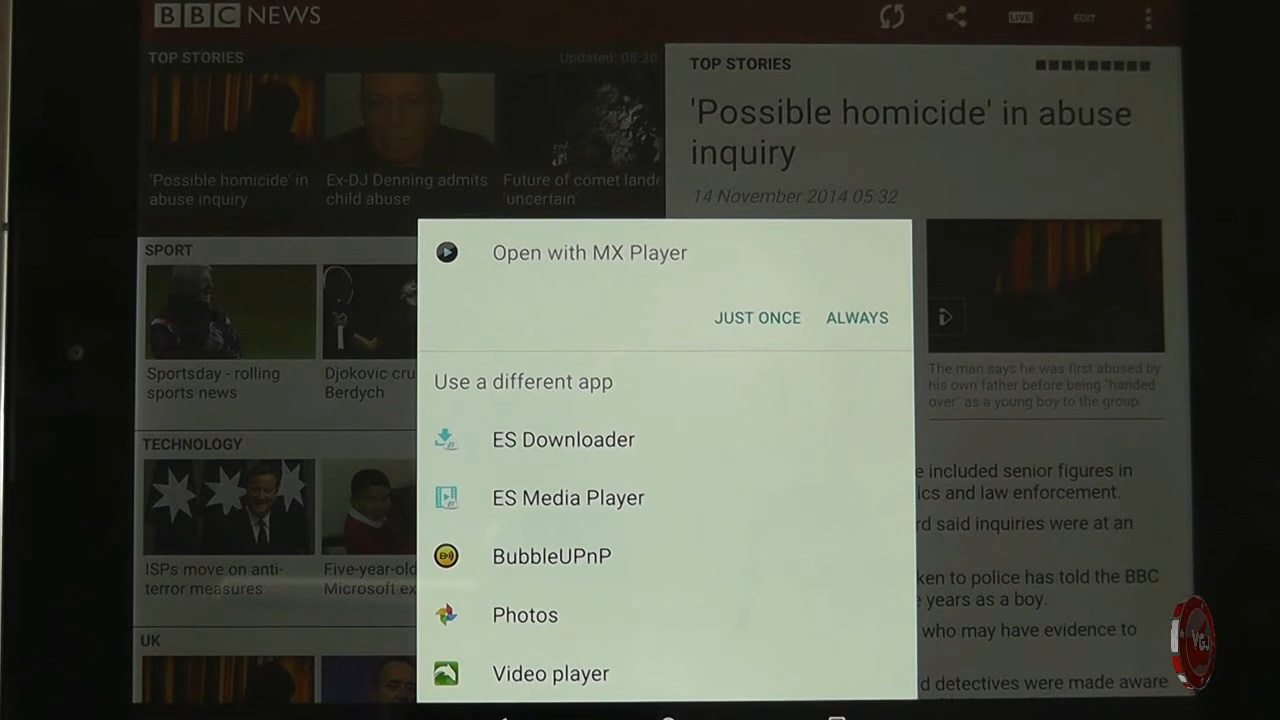 BBC NEWS
LIVE
EDIT
TOP STORIES
Updated: 08:20
'Possible homicide' in
abuse inquiry
Ex-DJ Denning admits
child abuse
Future of comet lande
'uncertain'
SPORT
Sportsday - rolling
sports news
Djokovic cru
Berdych
TECHNOLOGY
ISPs move on anti-
terror measures
Five-year-old
Microsoft ex
UK
TOP STORIES
'Possible homicide' in abuse
inquiry
14 November 2014 05:32
The man says he was first abused by
his own father before being "handed
over" as a young boy to the group
e included senior figures in
ics and law enforcement.
rd said inquiries were at an
ken to police has told the BBC
e years as a boy.
who may have evidence to
d detectives were made aware
Open with MX Player
JUST ONCE
ALWAYS
Use a different app
ES Downloader
ES Media Player
BubbleUPnP
Photos
Video player
YGJ